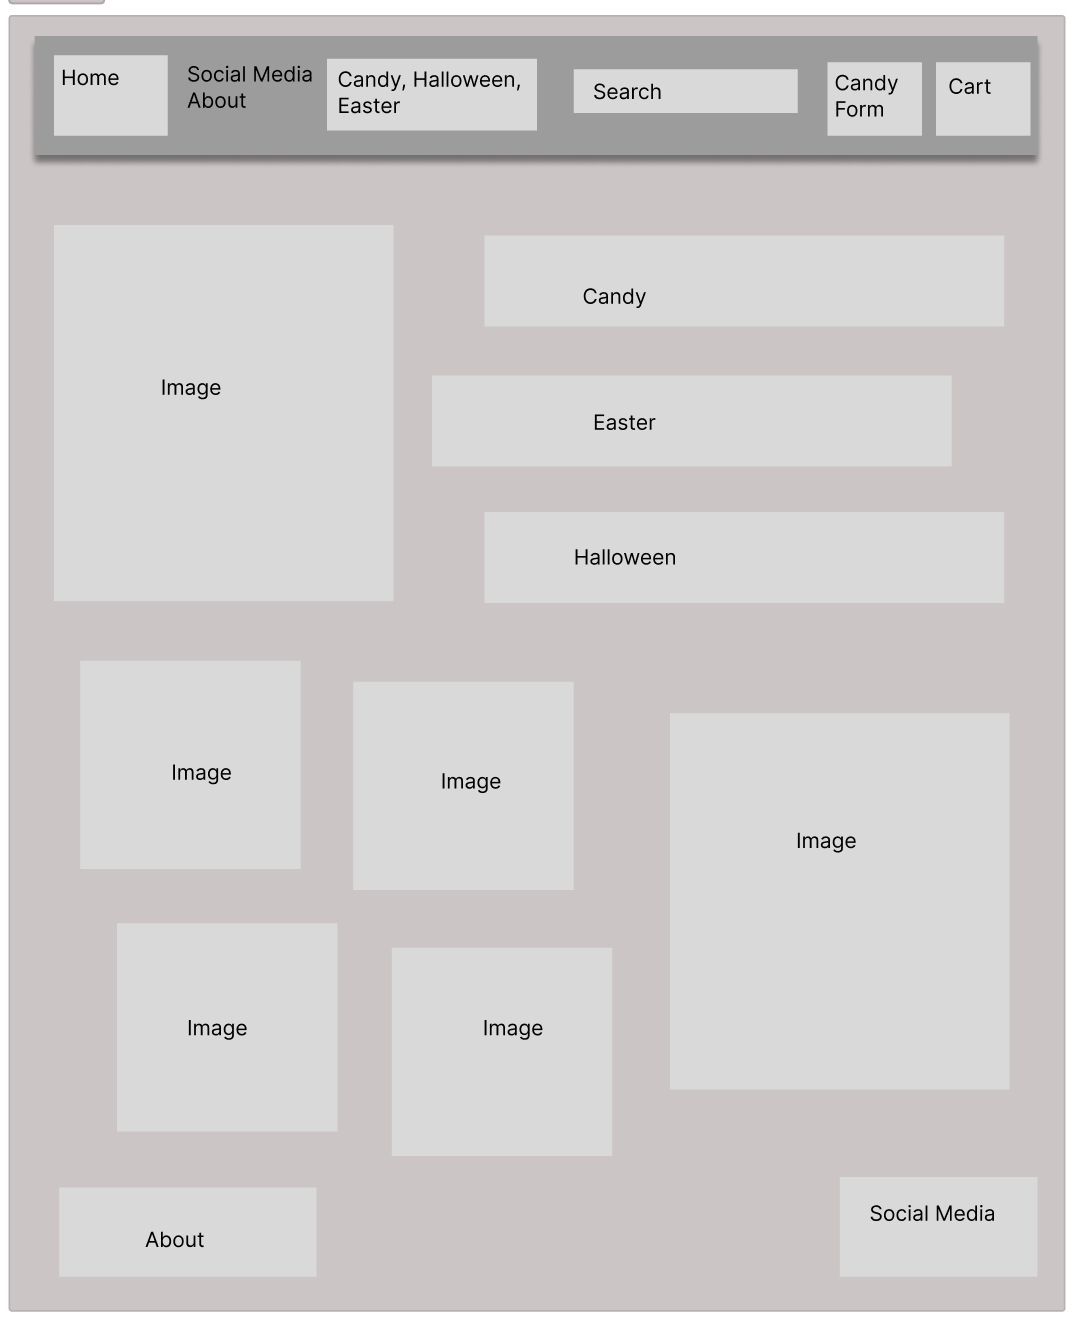 Home
Social Media
About
Candy, Halloween,
Easter
Search
Candy
Form
Cart
Image
Candy
Easter
Halloween
Image
Image
Image
Image
Image
About
Social Media